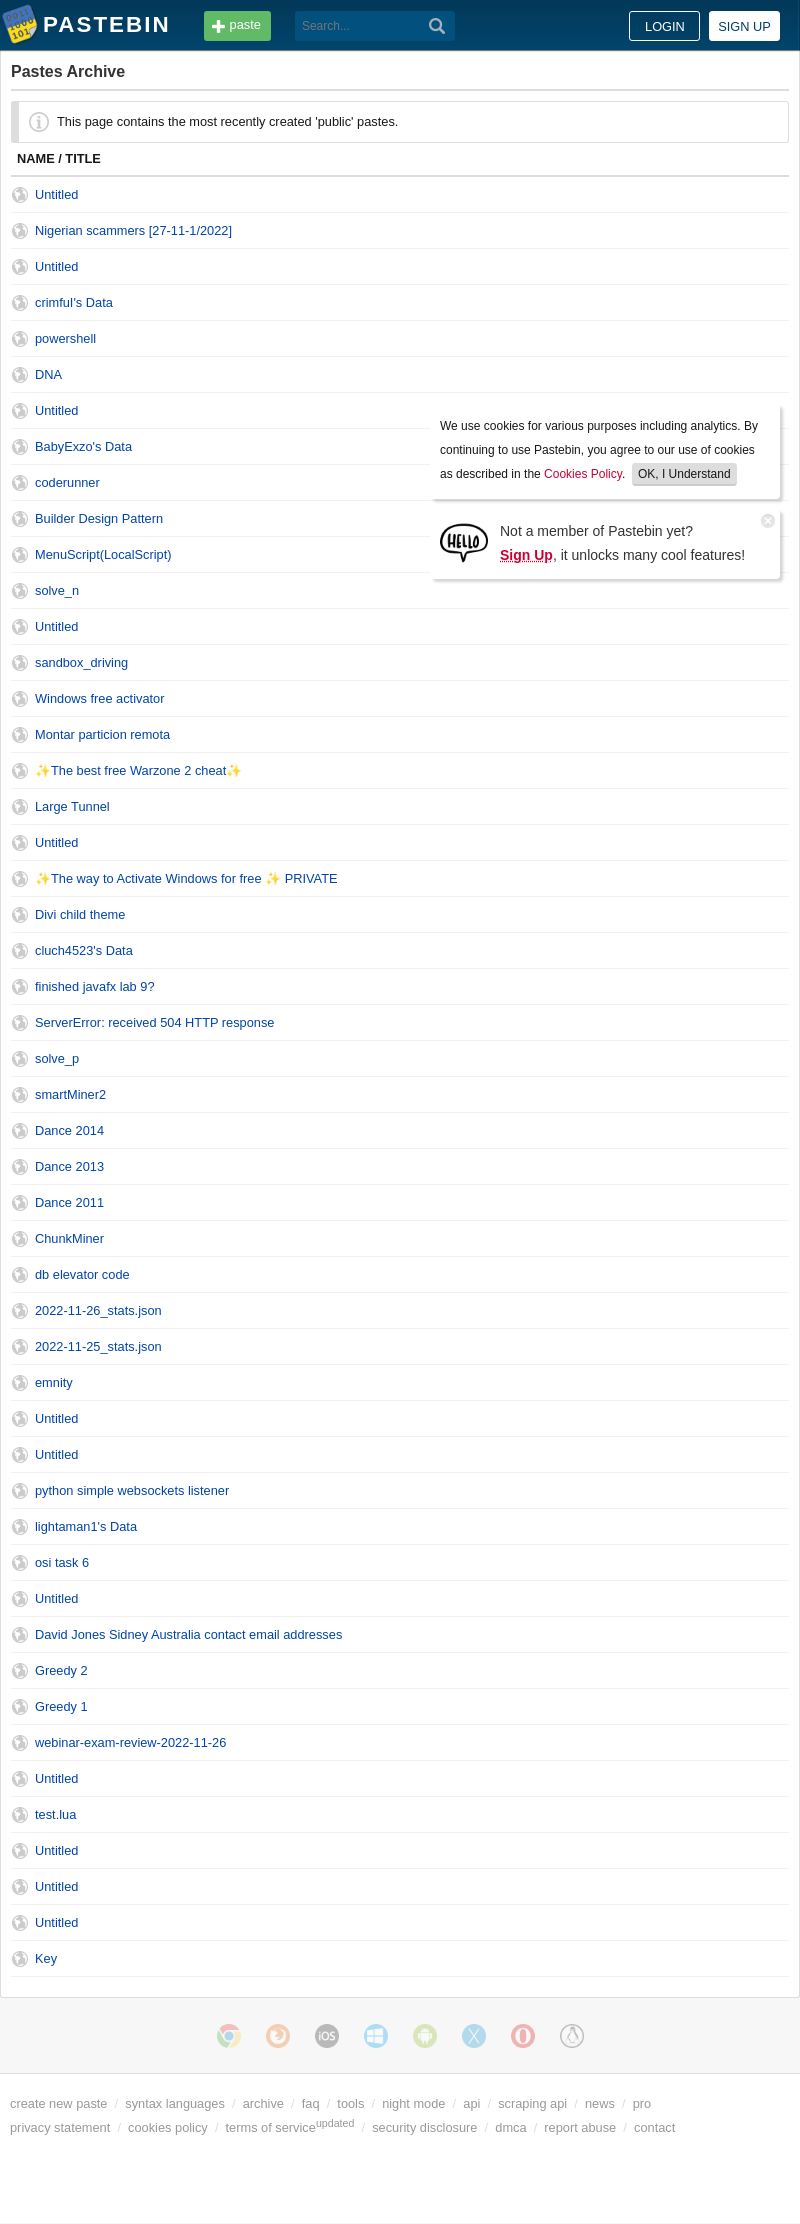 PASTEBIN paste Search... LOGIN SIGN UP
Pastes Archive
This page contains the most recently created 'public' pastes.
NAME / TITLE
Untitled
Nigerian scammers [27-11-1/2022]
Untitled
crimfuI's Data
powershell
DNA
Untitled
BabyExzo's Data
coderunner
Builder Design Pattern
MenuScript(LocalScript)
solve_n
Untitled
sandbox_driving
Windows free activator
Montar particion remota
✨The best free Warzone 2 cheat✨
Large Tunnel
Untitled
✨The way to Activate Windows for free ✨ PRIVATE
Divi child theme
cluch4523's Data
finished javafx lab 9?
ServerError: received 504 HTTP response
solve_p
smartMiner2
Dance 2014
Dance 2013
Dance 2011
ChunkMiner
db elevator code
2022-11-26_stats.json
2022-11-25_stats.json
emnity
Untitled
Untitled
python simple websockets listener
lightaman1's Data
osi task 6
Untitled
David Jones Sidney Australia contact email addresses
Greedy 2
Greedy 1
webinar-exam-review-2022-11-26
Untitled
test.lua
Untitled
Untitled
Untitled
Key
We use cookies for various purposes including analytics. By
continuing to use Pastebin, you agree to our use of cookies
as described in the Cookies Policy. OK, I Understand
HELLO
Not a member of Pastebin yet?
Sign Up, it unlocks many cool features!
iOS
create new paste / syntax languages / archive / faq / tools / night mode / api / scraping api / news / pro
privacy statement / cookies policy / terms of serviceupdated / security disclosure / dmca / report abuse / contact